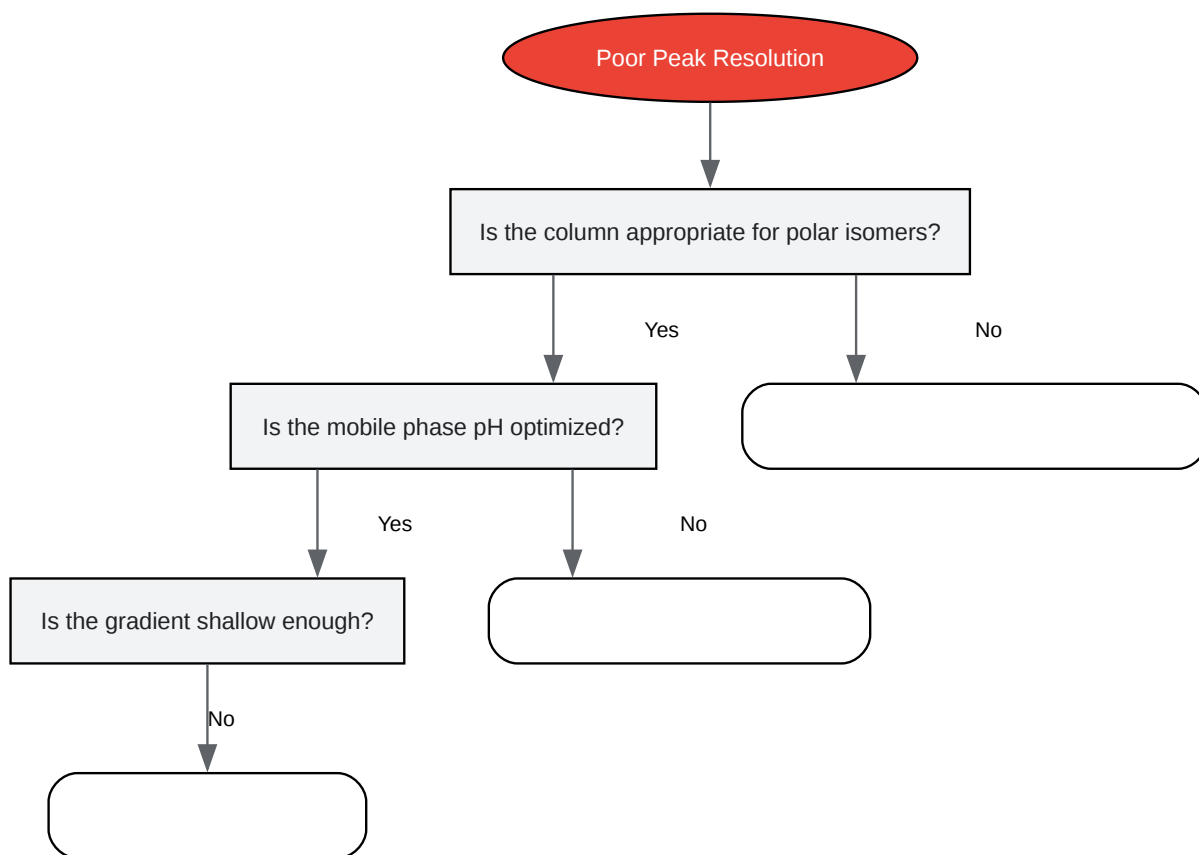 Poor Peak Resolution
Is the column appropriate for polar isomers?
Yes
No
Is the mobile phase pH optimized?
Yes
No
Is the gradient shallow enough?
No